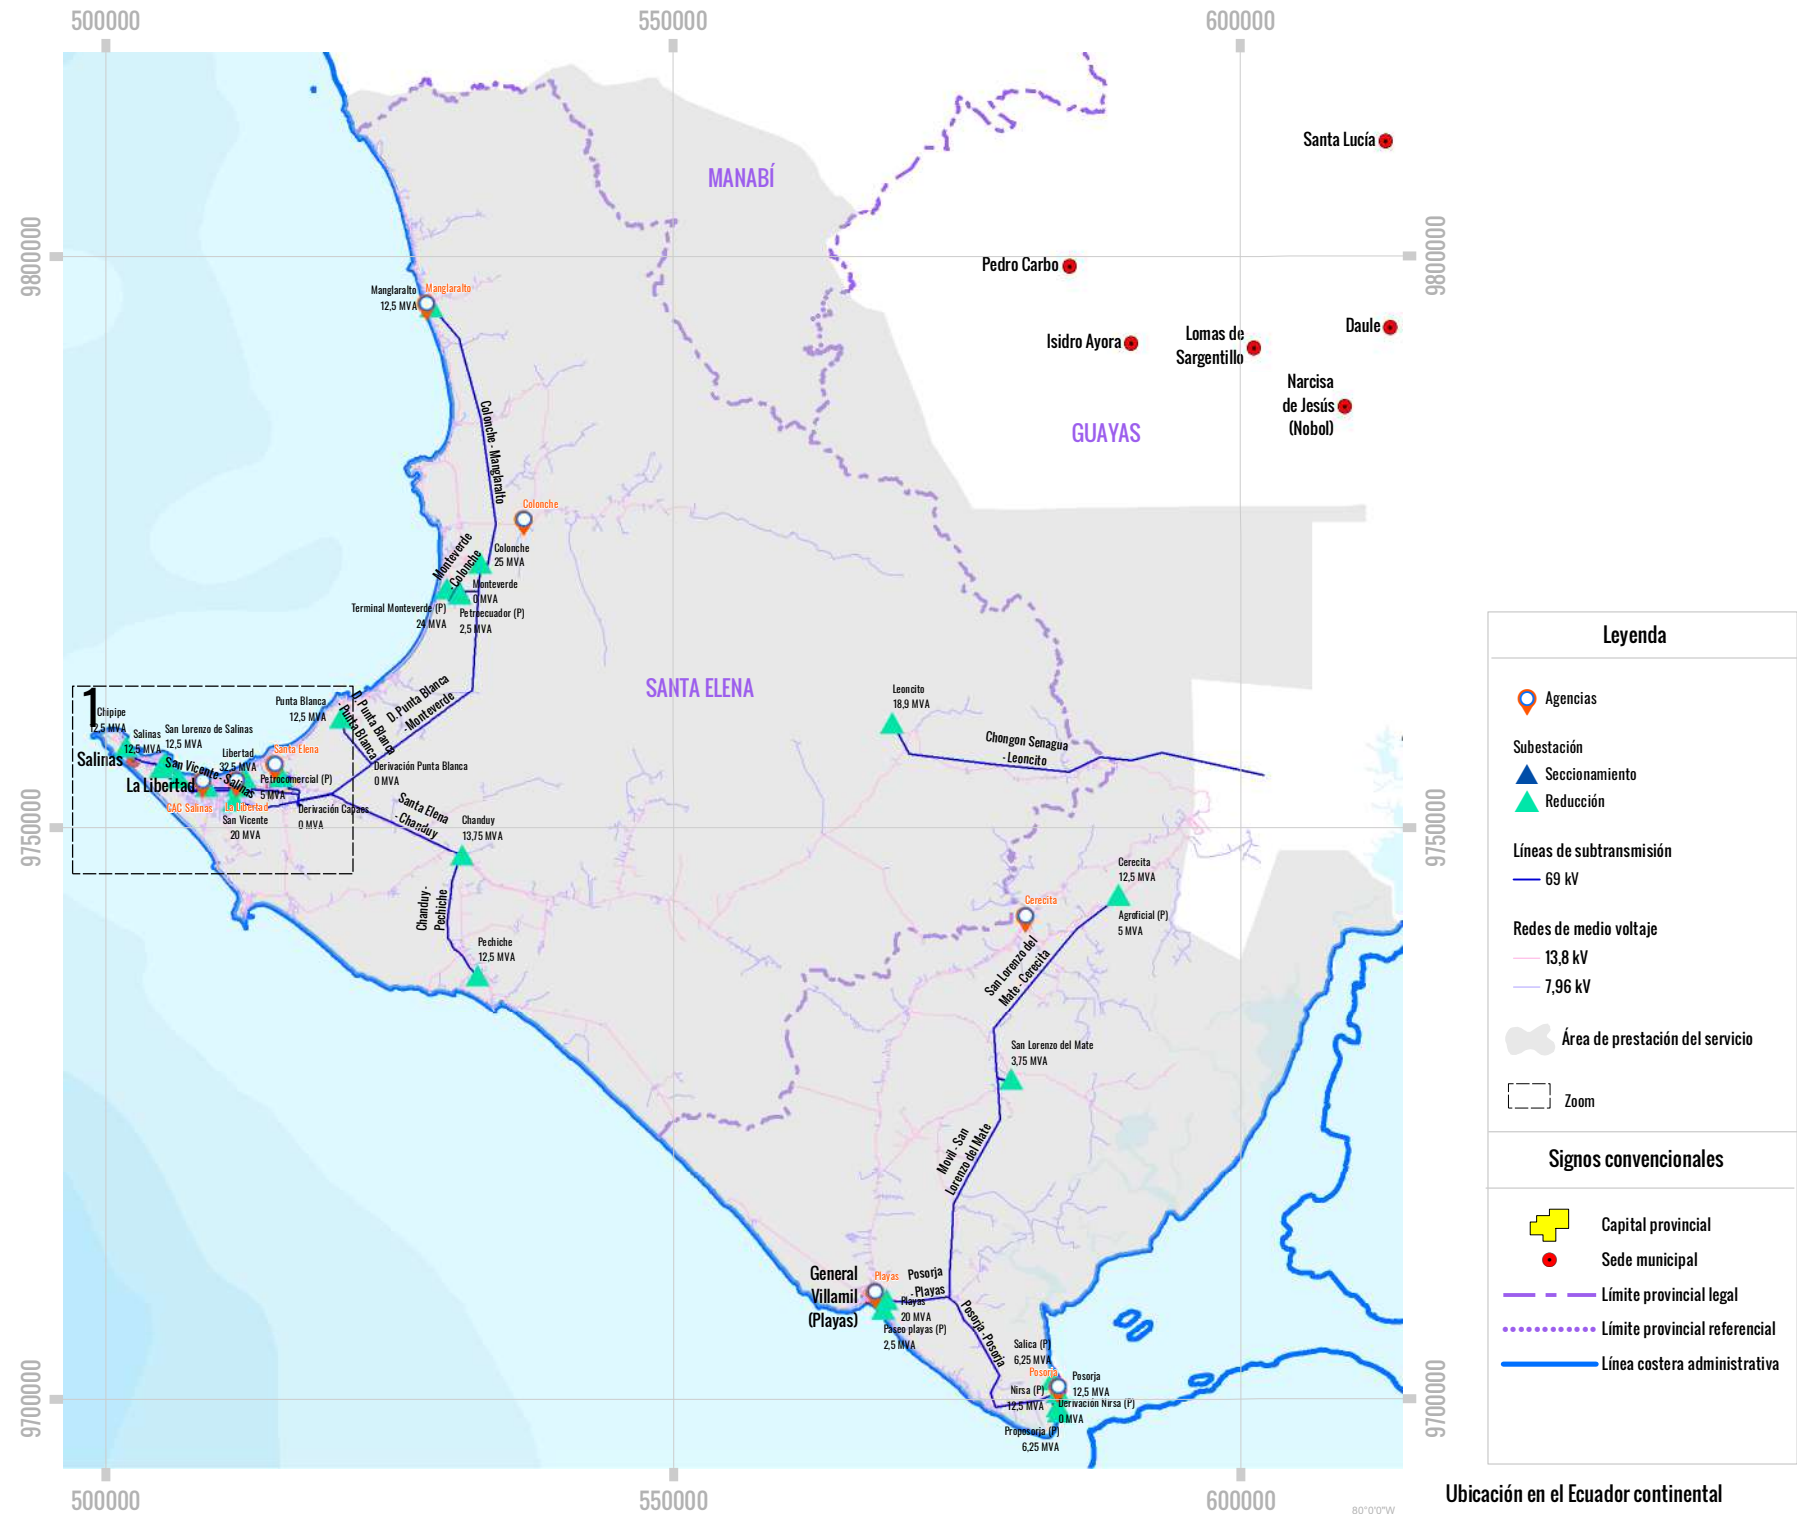 500000
550000
600000
9800000
9750000
9700000
9800000
9750000
9700000
500000
550000
600000
80°0'0"W
MANABÍ
GUAYAS
SANTA ELENA
Santa Lucía
Pedro Carbo
Isidro Ayora
Lomas de
Sargentillo
Daule
Narcisa
de Jesús
(Nobol)
Manglaralto
12,5 MVA
Manglaralto
Colonche - Manglaralto
Colonche
Colonche
25 MVA
Monteverde
- Colonche
Monteverde
0 MVA
Terminal Monteverde (P)
24 MVA
Petroecuador (P)
2,5 MVA
D. Punta Blanca
- Monteverde
D. Punta Blanca
- Punta Blanca
Punta Blanca
12,5 MVA
1
Chipipe
12,5 MVA
Salinas
12,5 MVA
San Lorenzo de Salinas
12,5 MVA
Libertad
32,5 MVA
Santa Elena
Salinas
San Vicente - Salinas
La Libertad
Petrocomercial (P)
5 MVA
CAC Salinas
La Libertad
San Vicente
20 MVA
Derivación Punta Blanca
0 MVA
Derivación Capaes
0 MVA
Santa Elena
- Chanduy
Chanduy
13,75 MVA
Chanduy -
Pechiche
Pechiche
12,5 MVA
Leoncito
18,9 MVA
Chongon Senagua
- Leoncito
Cerecita
12,5 MVA
Cerecita
Agroficial (P)
5 MVA
San Lorenzo del
Mate - Cerecita
San Lorenzo del Mate
3,75 MVA
Movil - San
Lorenzo del Mate
General
Villamil
(Playas)
Playas
Posorja
- Playas
Playas
20 MVA
Paseo playas (P)
2,5 MVA
Posorja - Posorja
Salica (P)
6,25 MVA
Posorja
Posorja
12,5 MVA
Nirsa (P)
12,5 MVA
Derivación Nirsa (P)
0 MVA
Proposorja (P)
6,25 MVA
Leyenda
Agencias
Subestación
Seccionamiento
Reducción
Líneas de subtransmisión
69 kV
Redes de medio voltaje
13,8 kV
7,96 kV
Área de prestación del servicio
Zoom
Signos convencionales
Capital provincial
Sede municipal
Límite provincial legal
Límite provincial referencial
Línea costera administrativa
Ubicación en el Ecuador continental